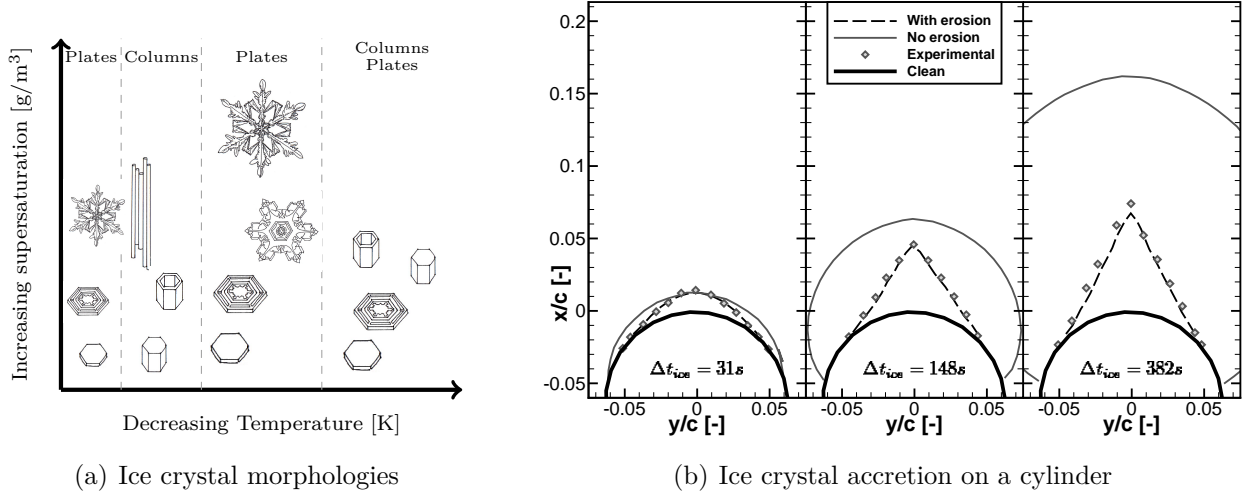 Increasing supersaturation [g/m³]
Plates
Columns
Plates
Columns
Plates
Decreasing Temperature [K]
(a) Ice crystal morphologies
x/c [-]
0.2
0.15
0.1
0.05
0
-0.05
With erosion
No erosion
Experimental
Clean
Δt_ice = 31s
Δt_ice = 148s
Δt_ice = 382s
-0.05 0 0.05
-0.05 0 0.05
-0.05 0 0.05
y/c [-]
y/c [-]
y/c [-]
(b) Ice crystal accretion on a cylinder